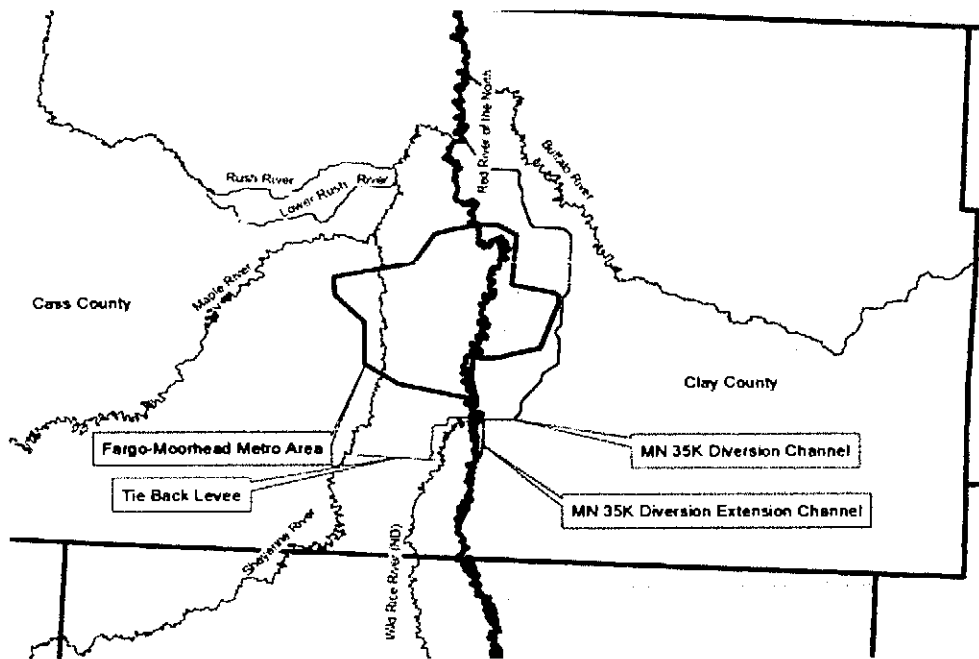 Red River of the North
Buffalo River
Rush River
Lower Rush River
Maple River
Cass County
Clay County
Fargo-Moorhead Metro Area
MN 35K Diversion Channel
Tie Back Levee
MN 35K Diversion Extension Channel
Sheyenne River
Wild Rice River (ND)